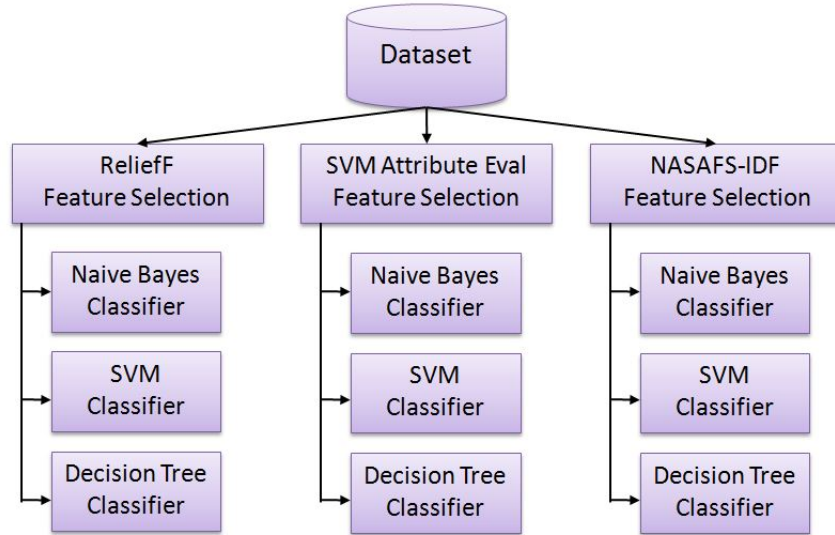 Dataset
ReliefF
Feature Selection
SVM Attribute Eval
Feature Selection
NASAFS-IDF
Feature Selection
Naive Bayes
Classifier
Naive Bayes
Classifier
Naive Bayes
Classifier
SVM
Classifier
SVM
Classifier
SVM
Classifier
Decision Tree
Classifier
Decision Tree
Classifier
Decision Tree
Classifier